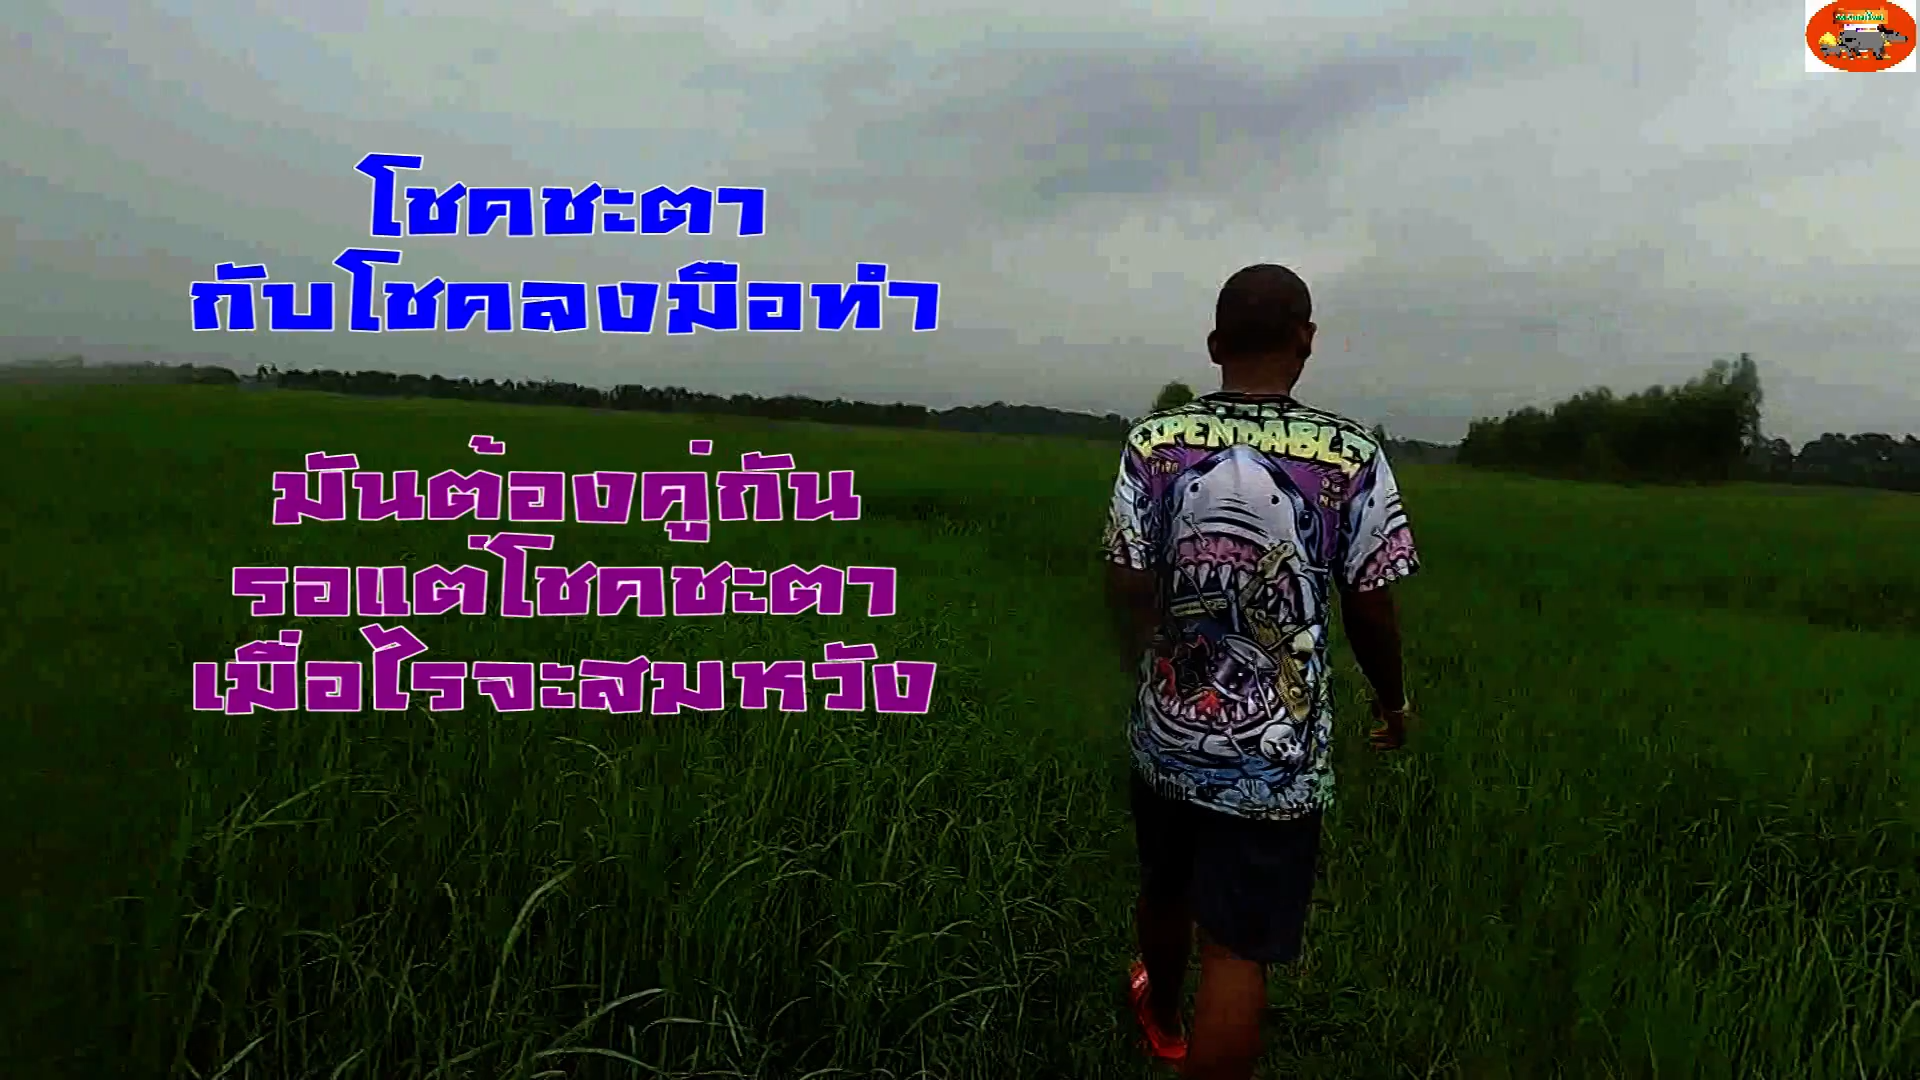 โชคชะตา
กับโชคลงมือทำ
มันต้องคู่กัน
รอแต่โชคชะตา
เมื่อไรจะสมหวัง
EXPENDABLE